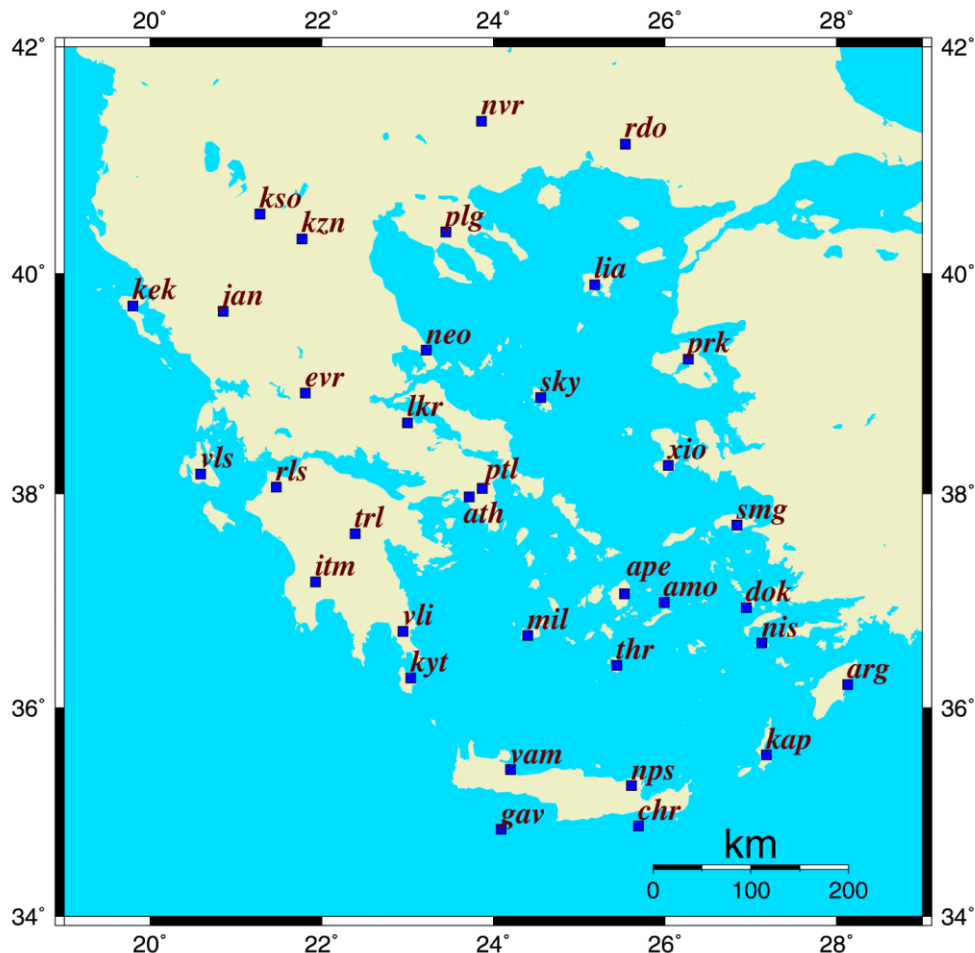 20° 22° 24° 26° 28°
42° 42°
nvr
rdo
kso
kzn
plg
40° 40°
lia
kek
jan
neo
prk
evr
sky
lkr
vls
rls
ptl
xio
38° 38°
ath
smg
trl
itm
ape
amo
dok
vli
mil
nis
kyt
thr
arg
36° 36°
kap
vam
nps
gav
chr
km
0 100 200
34° 34°
20° 22° 24° 26° 28°